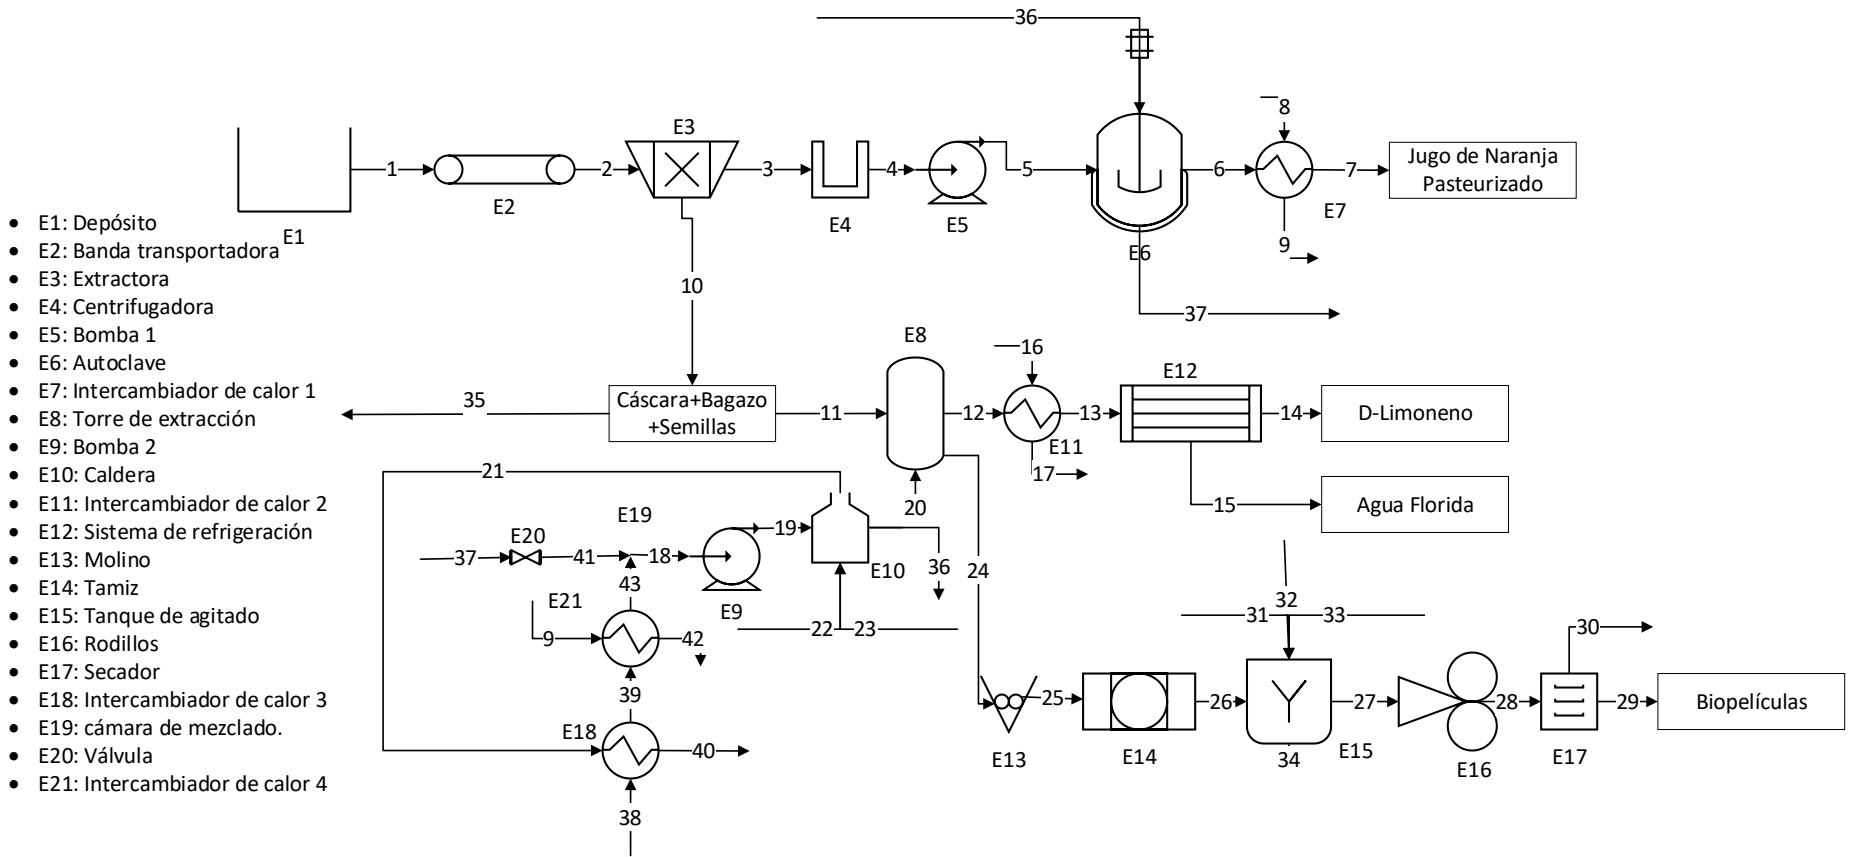 36
E3
8
1
2
3
4
5
6
7
Jugo de Naranja
Pasteurizado
E2
E4
E5
E7
E1
E6
9
• E1: Depósito
• E2: Banda transportadora
• E3: Extractora
• E4: Centrifugadora
• E5: Bomba 1
• E6: Autoclave
• E7: Intercambiador de calor 1
• E8: Torre de extracción
• E9: Bomba 2
• E10: Caldera
• E11: Intercambiador de calor 2
• E12: Sistema de refrigeración
• E13: Molino
• E14: Tamiz
• E15: Tanque de agitado
• E16: Rodillos
• E17: Secador
• E18: Intercambiador de calor 3
• E19: cámara de mezclado.
• E20: Válvula
• E21: Intercambiador de calor 4
10
37
E8
16
E12
35
Cáscara+Bagazo
+Semillas
11
12
13
14
D-Limoneno
E11
17
21
20
15
Agua Florida
E19
E20
37
41
18
19
E10
36
24
43
E21
E9
9
42
22
23
32
31
33
30
39
25
26
27
28
29
Biopelículas
E18
40
E13
E14
34
E15
E16
E17
38